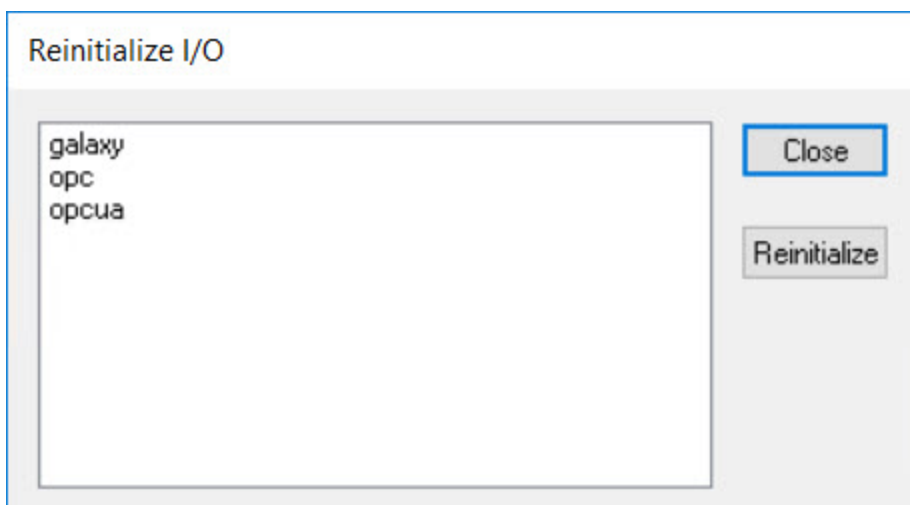 Reinitialize I/O
galaxy
opc
opcua
Close
Reinitialize